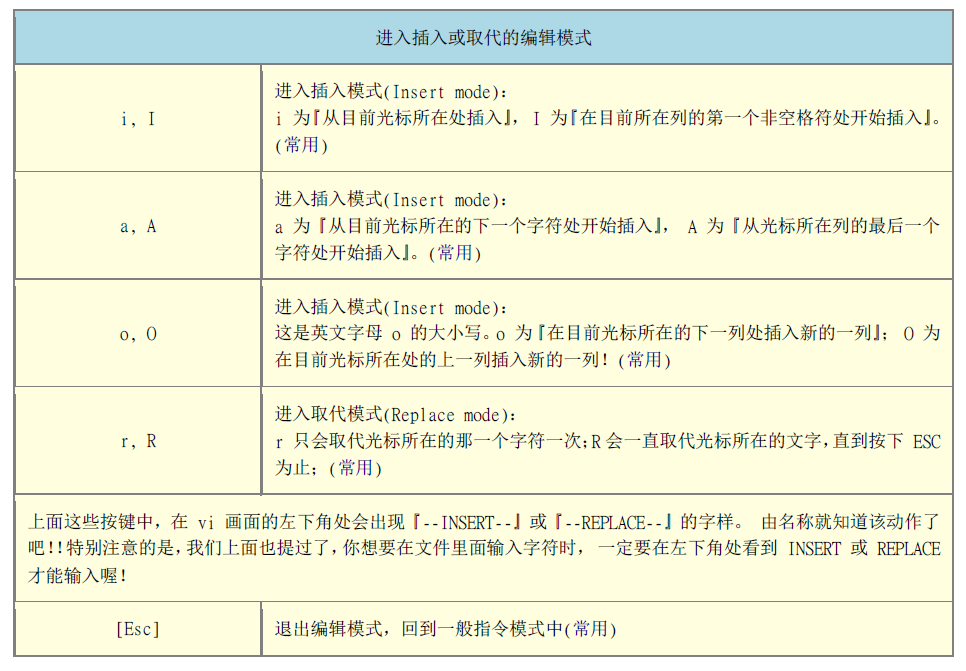 进入插入或取代的编辑模式
i, I
进入插入模式(Insert mode):
i 为『从目前光标所在处插入』, I 为『在目前所在列的第一个非空格符处开始插入』。
(常用)
a, A
进入插入模式(Insert mode):
a 为『从目前光标所在的下一个字符处开始插入』, A 为『从光标所在列的最后一个
字符处开始插入』。(常用)
o, O
进入插入模式(Insert mode):
这是英文字母 o 的大小写。o 为『在目前光标所在的下一列处插入新的一列』; O 为
在目前光标所在处的上一列插入新的一列! (常用)
r, R
进入取代模式(Replace mode):
r 只会取代光标所在的那一个字符一次;R 会一直取代光标所在的文字,直到按下 ESC
为止; (常用)
上面这些按键中,在 vi 画面的左下角处会出现『--INSERT--』或『--REPLACE--』的字样。 由名称就知道该动作了
吧!!特别注意的是,我们上面也提过了,你想要在文件里面输入字符时, 一定要在左下角处看到 INSERT 或 REPLACE
才能输入喔!
[Esc]
退出编辑模式,回到一般指令模式中(常用)